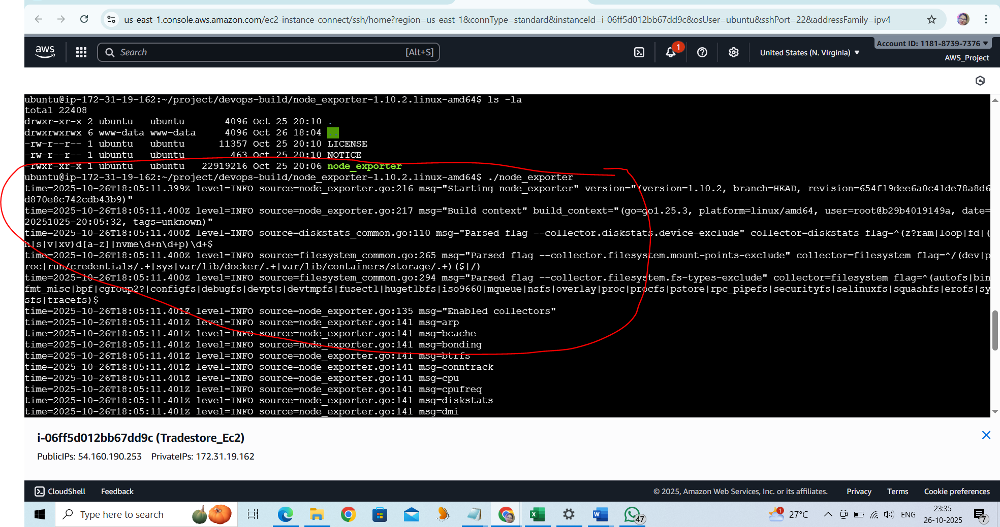 us-east-1.console.aws.amazon.com/ec2-instance-connect/ssh/home?region=us-east-1&connType=standard&instanceId=i-06ff5d012bb67dd9c&osUser=ubuntu&sshPort=22&addressFamily=ipv4
aws
Search [Alt+S]
1
United States (N. Virginia) ▼
Account ID: 1181-8739-7376 ▼
AWS_Project
ubuntu@ip-172-31-19-162:~/project/devops-build/node_exporter-1.10.2.linux-amd64$ ls -la
total 22408
drwxr-xr-x 2 ubuntu   ubuntu       4096 Oct 25 20:10 .
drwxrwxrwx 6 www-data www-data     4096 Oct 26 18:04 ..
-rw-r--r-- 1 ubuntu   ubuntu      11357 Oct 25 20:10 LICENSE
-rw-r--r-- 1 ubuntu   ubuntu        463 Oct 25 20:10 NOTICE
-rwxr-xr-x 1 ubuntu   ubuntu   22919216 Oct 25 20:06 node_exporter
ubuntu@ip-172-31-19-162:~/project/devops-build/node_exporter-1.10.2.linux-amd64$ ./node_exporter
time=2025-10-26T18:05:11.399Z level=INFO source=node_exporter.go:216 msg="Starting node_exporter" version="(version=1.10.2, branch=HEAD, revision=654f19dee6a0c41de78a8d6
d870e8c742cdb43b9)"
time=2025-10-26T18:05:11.400Z level=INFO source=node_exporter.go:217 msg="Build context" build_context="(go=go1.25.3, platform=linux/amd64, user=root@b29b4019149a, date=
20251025-20:05:32, tags=unknown)"
time=2025-10-26T18:05:11.400Z level=INFO source=diskstats_common.go:110 msg="Parsed flag --collector.diskstats.device-exclude" collector=diskstats flag=^(z?ram|loop|fd|(
h|s|v|xv)d[a-z]|nvme\d+n\d+p)\d+$
time=2025-10-26T18:05:11.400Z level=INFO source=filesystem_common.go:265 msg="Parsed flag --collector.filesystem.mount-points-exclude" collector=filesystem flag=^/(dev|p
roc|run/credentials/.+|sys|var/lib/docker/.+|var/lib/containers/storage/.+)($|/)
time=2025-10-26T18:05:11.400Z level=INFO source=filesystem_common.go:294 msg="Parsed flag --collector.filesystem.fs-types-exclude" collector=filesystem flag=^(autofs|bin
fmt_misc|bpf|cgroup2?|configfs|debugfs|devpts|devtmpfs|fusectl|hugetlbfs|iso9660|mqueue|nsfs|overlay|proc|procfs|pstore|rpc_pipefs|securityfs|selinuxfs|squashfs|erofs|sy
sfs|tracefs)$
time=2025-10-26T18:05:11.401Z level=INFO source=node_exporter.go:135 msg="Enabled collectors"
time=2025-10-26T18:05:11.401Z level=INFO source=node_exporter.go:141 msg=arp
time=2025-10-26T18:05:11.401Z level=INFO source=node_exporter.go:141 msg=bcache
time=2025-10-26T18:05:11.401Z level=INFO source=node_exporter.go:141 msg=bonding
time=2025-10-26T18:05:11.401Z level=INFO source=node_exporter.go:141 msg=btrfs
time=2025-10-26T18:05:11.401Z level=INFO source=node_exporter.go:141 msg=conntrack
time=2025-10-26T18:05:11.401Z level=INFO source=node_exporter.go:141 msg=cpu
time=2025-10-26T18:05:11.401Z level=INFO source=node_exporter.go:141 msg=cpufreq
time=2025-10-26T18:05:11.401Z level=INFO source=node_exporter.go:141 msg=diskstats
time=2025-10-26T18:05:11.401Z level=INFO source=node_exporter.go:141 msg=dmi
i-06ff5d012bb67dd9c (Tradestore_Ec2)
PublicIPs: 54.160.190.253 PrivateIPs: 172.31.19.162
CloudShell Feedback © 2025, Amazon Web Services, Inc. or its affiliates. Privacy Terms Cookie preferences
Type here to search
47
1
27°C
ENG
23:35
26-10-2025
7